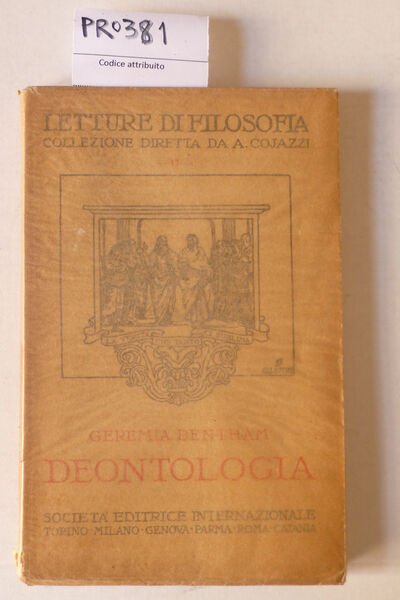 PRO381
Codice attribuito
LETTURE DI FILOSOFIA
COLLEZIONE DIRETTA DA A. COJAZZI
GEREMIA BENTHAM
DEONTOLOGIA
SOCIETÀ EDITRICE INTERNAZIONALE
TORINO · MILANO · GENOVA · PARMA · ROMA · CATANIA